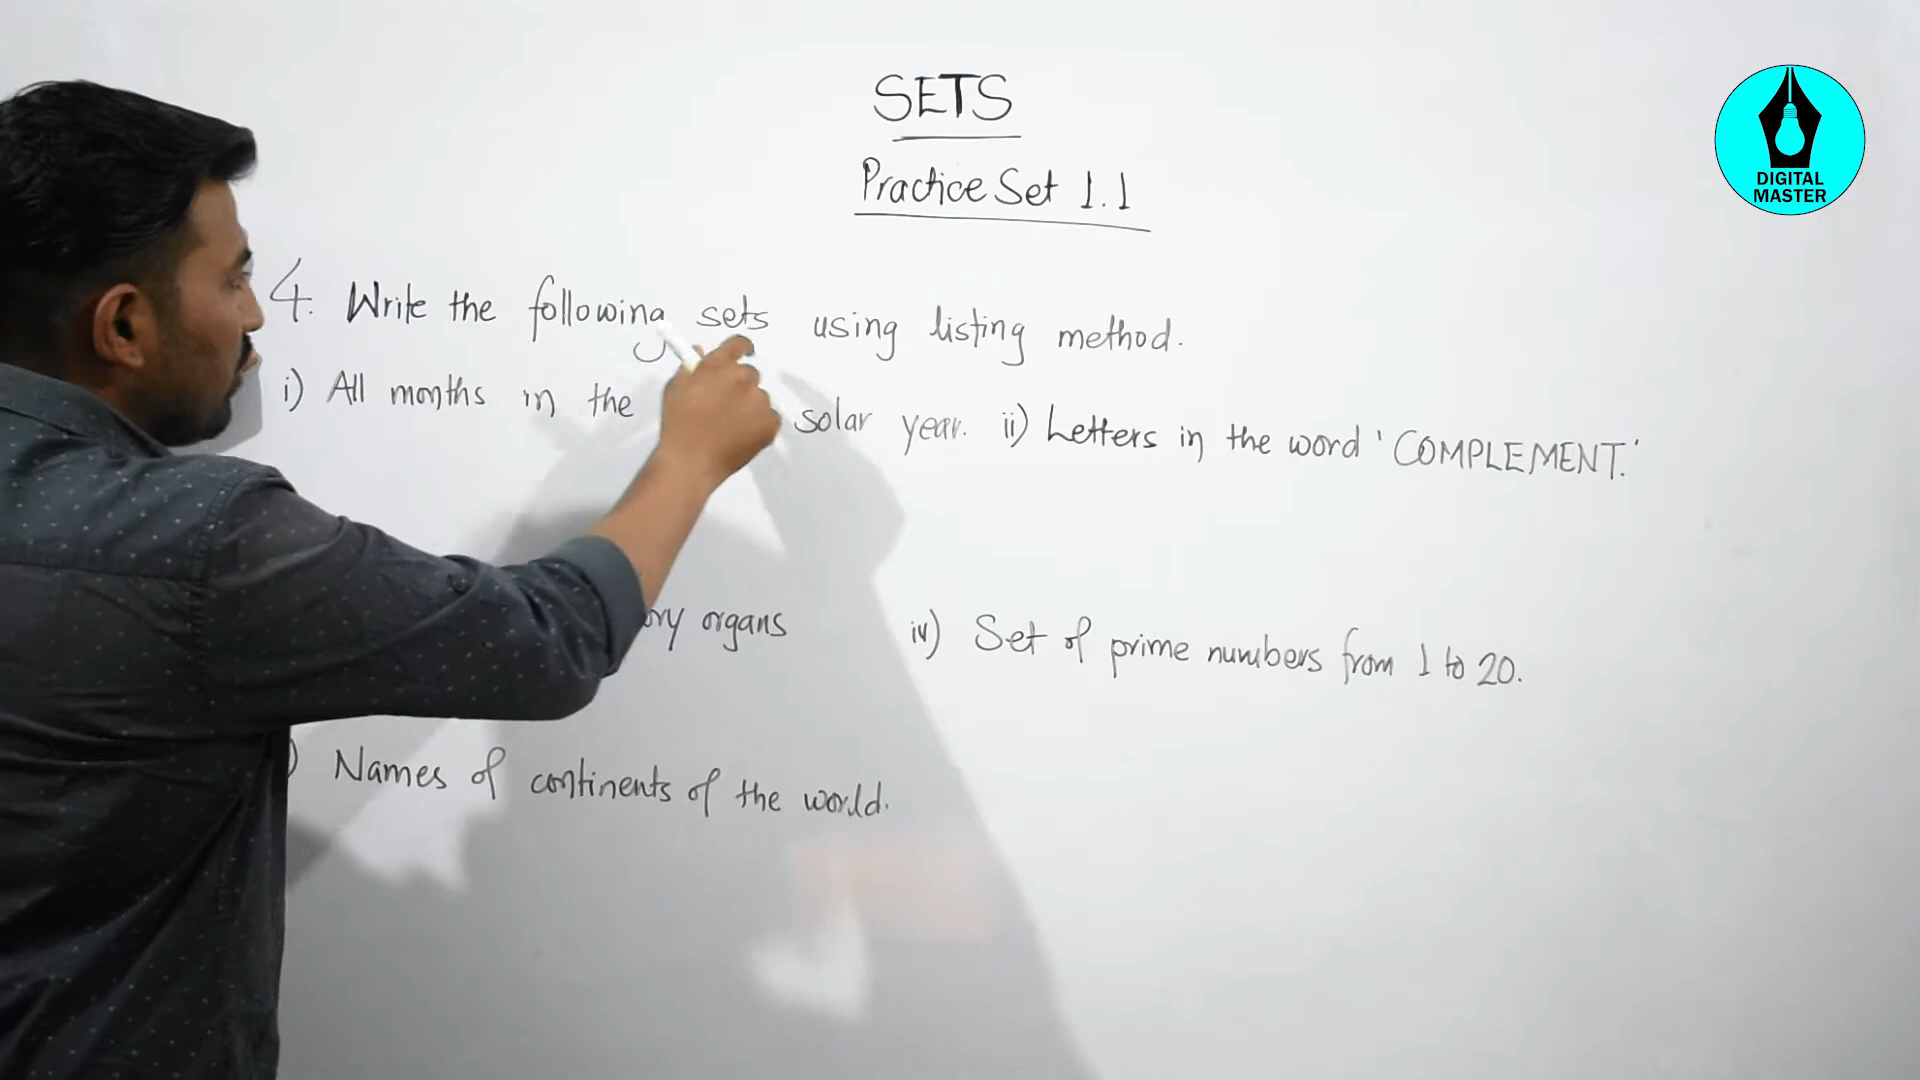 SETS
Practice Set 1.1
4. Write the following sets using listing method.
i) All months in the solar year. ii) Letters in the word 'COMPLEMENT.'
organs iv) Set of prime numbers from 1 to 20.
) Names of continents of the world.
DIGITAL
MASTER